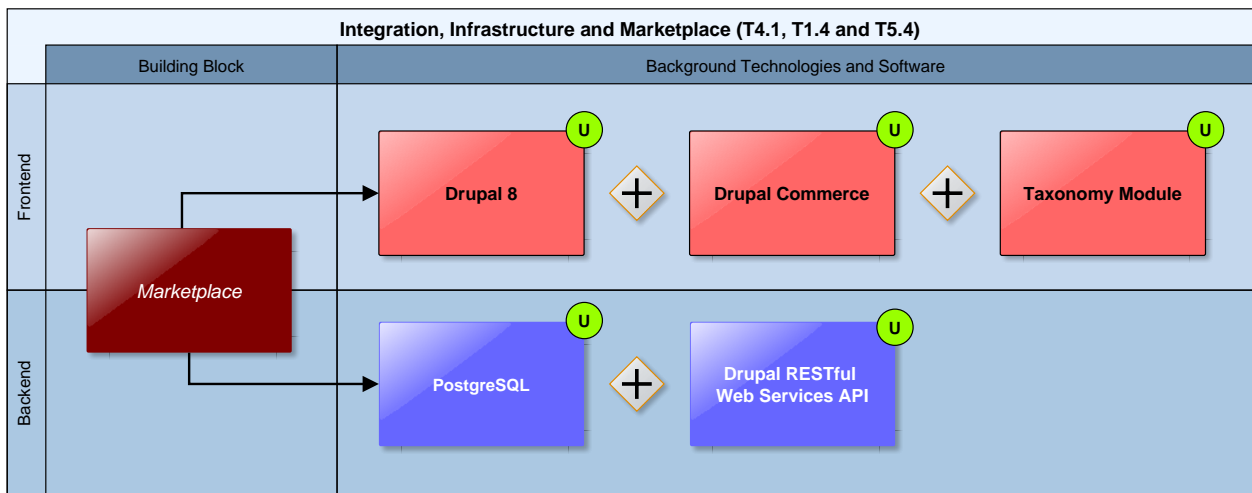 Integration, Infrastructure and Marketplace (T4.1, T1.4 and T5.4)
Building Block
Background Technologies and Software
Frontend
U
U
U
Drupal 8
Drupal Commerce
Taxonomy Module
Marketplace
Backend
U
U
PostgreSQL
Drupal RESTful
Web Services API